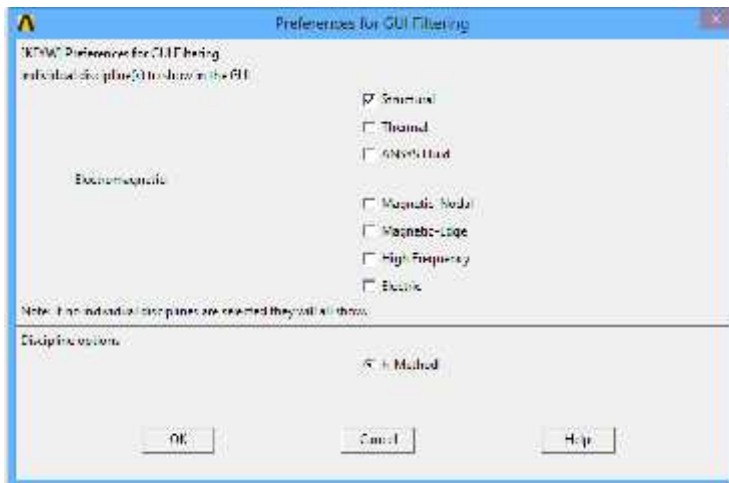 Preferences for GUI Filtering
[KEYW] Preferences for GUI Filtering
Individual discipline(s) to show in the GUI
Structural
Thermal
ANSYS Fluid
Electromagnetic
Magnetic-Nodal
Magnetic-Edge
High Frequency
Electric
Note: If no individual disciplines are selected they will all show.
Discipline options
h-Method
OK
Cancel
Help